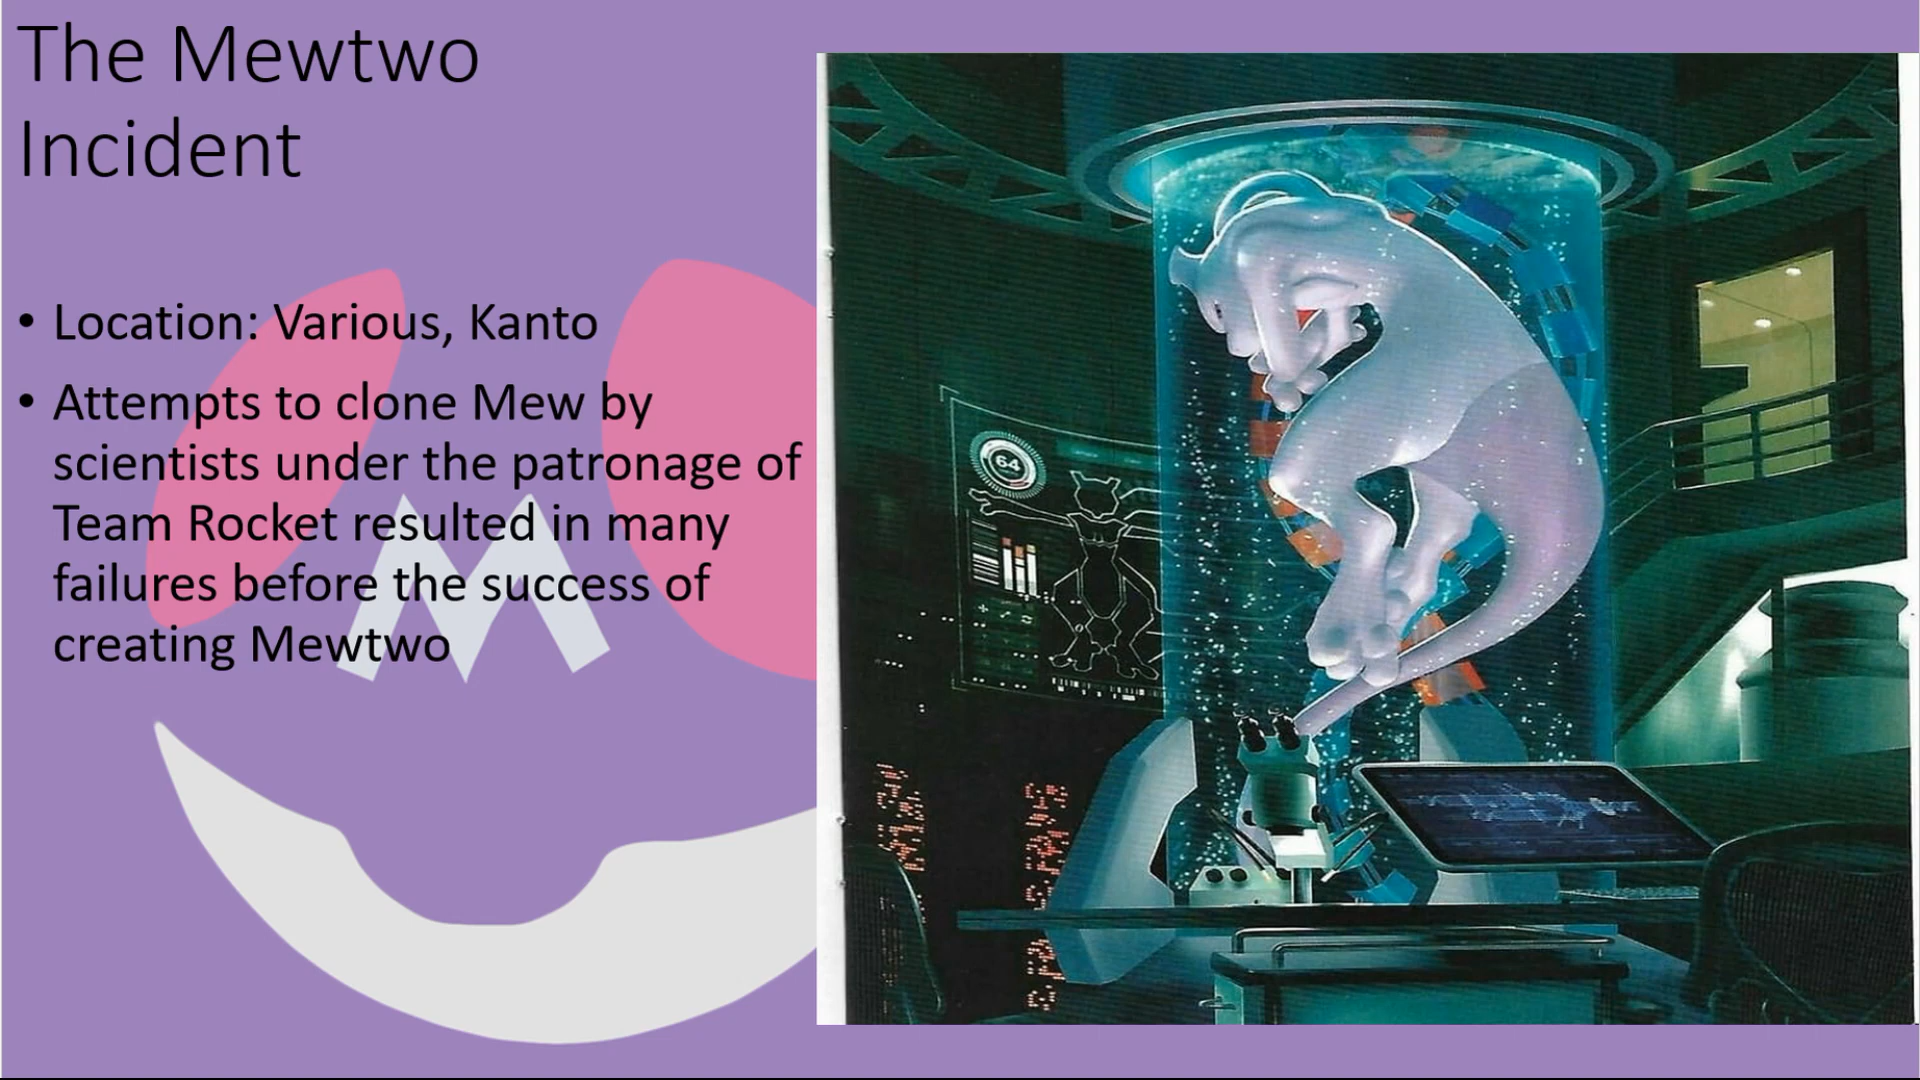 The Mewtwo
Incident
• Location: Various, Kanto
• Attempts to clone Mew by
scientists under the patronage of
Team Rocket resulted in many
failures before the success of
creating Mewtwo
M
64